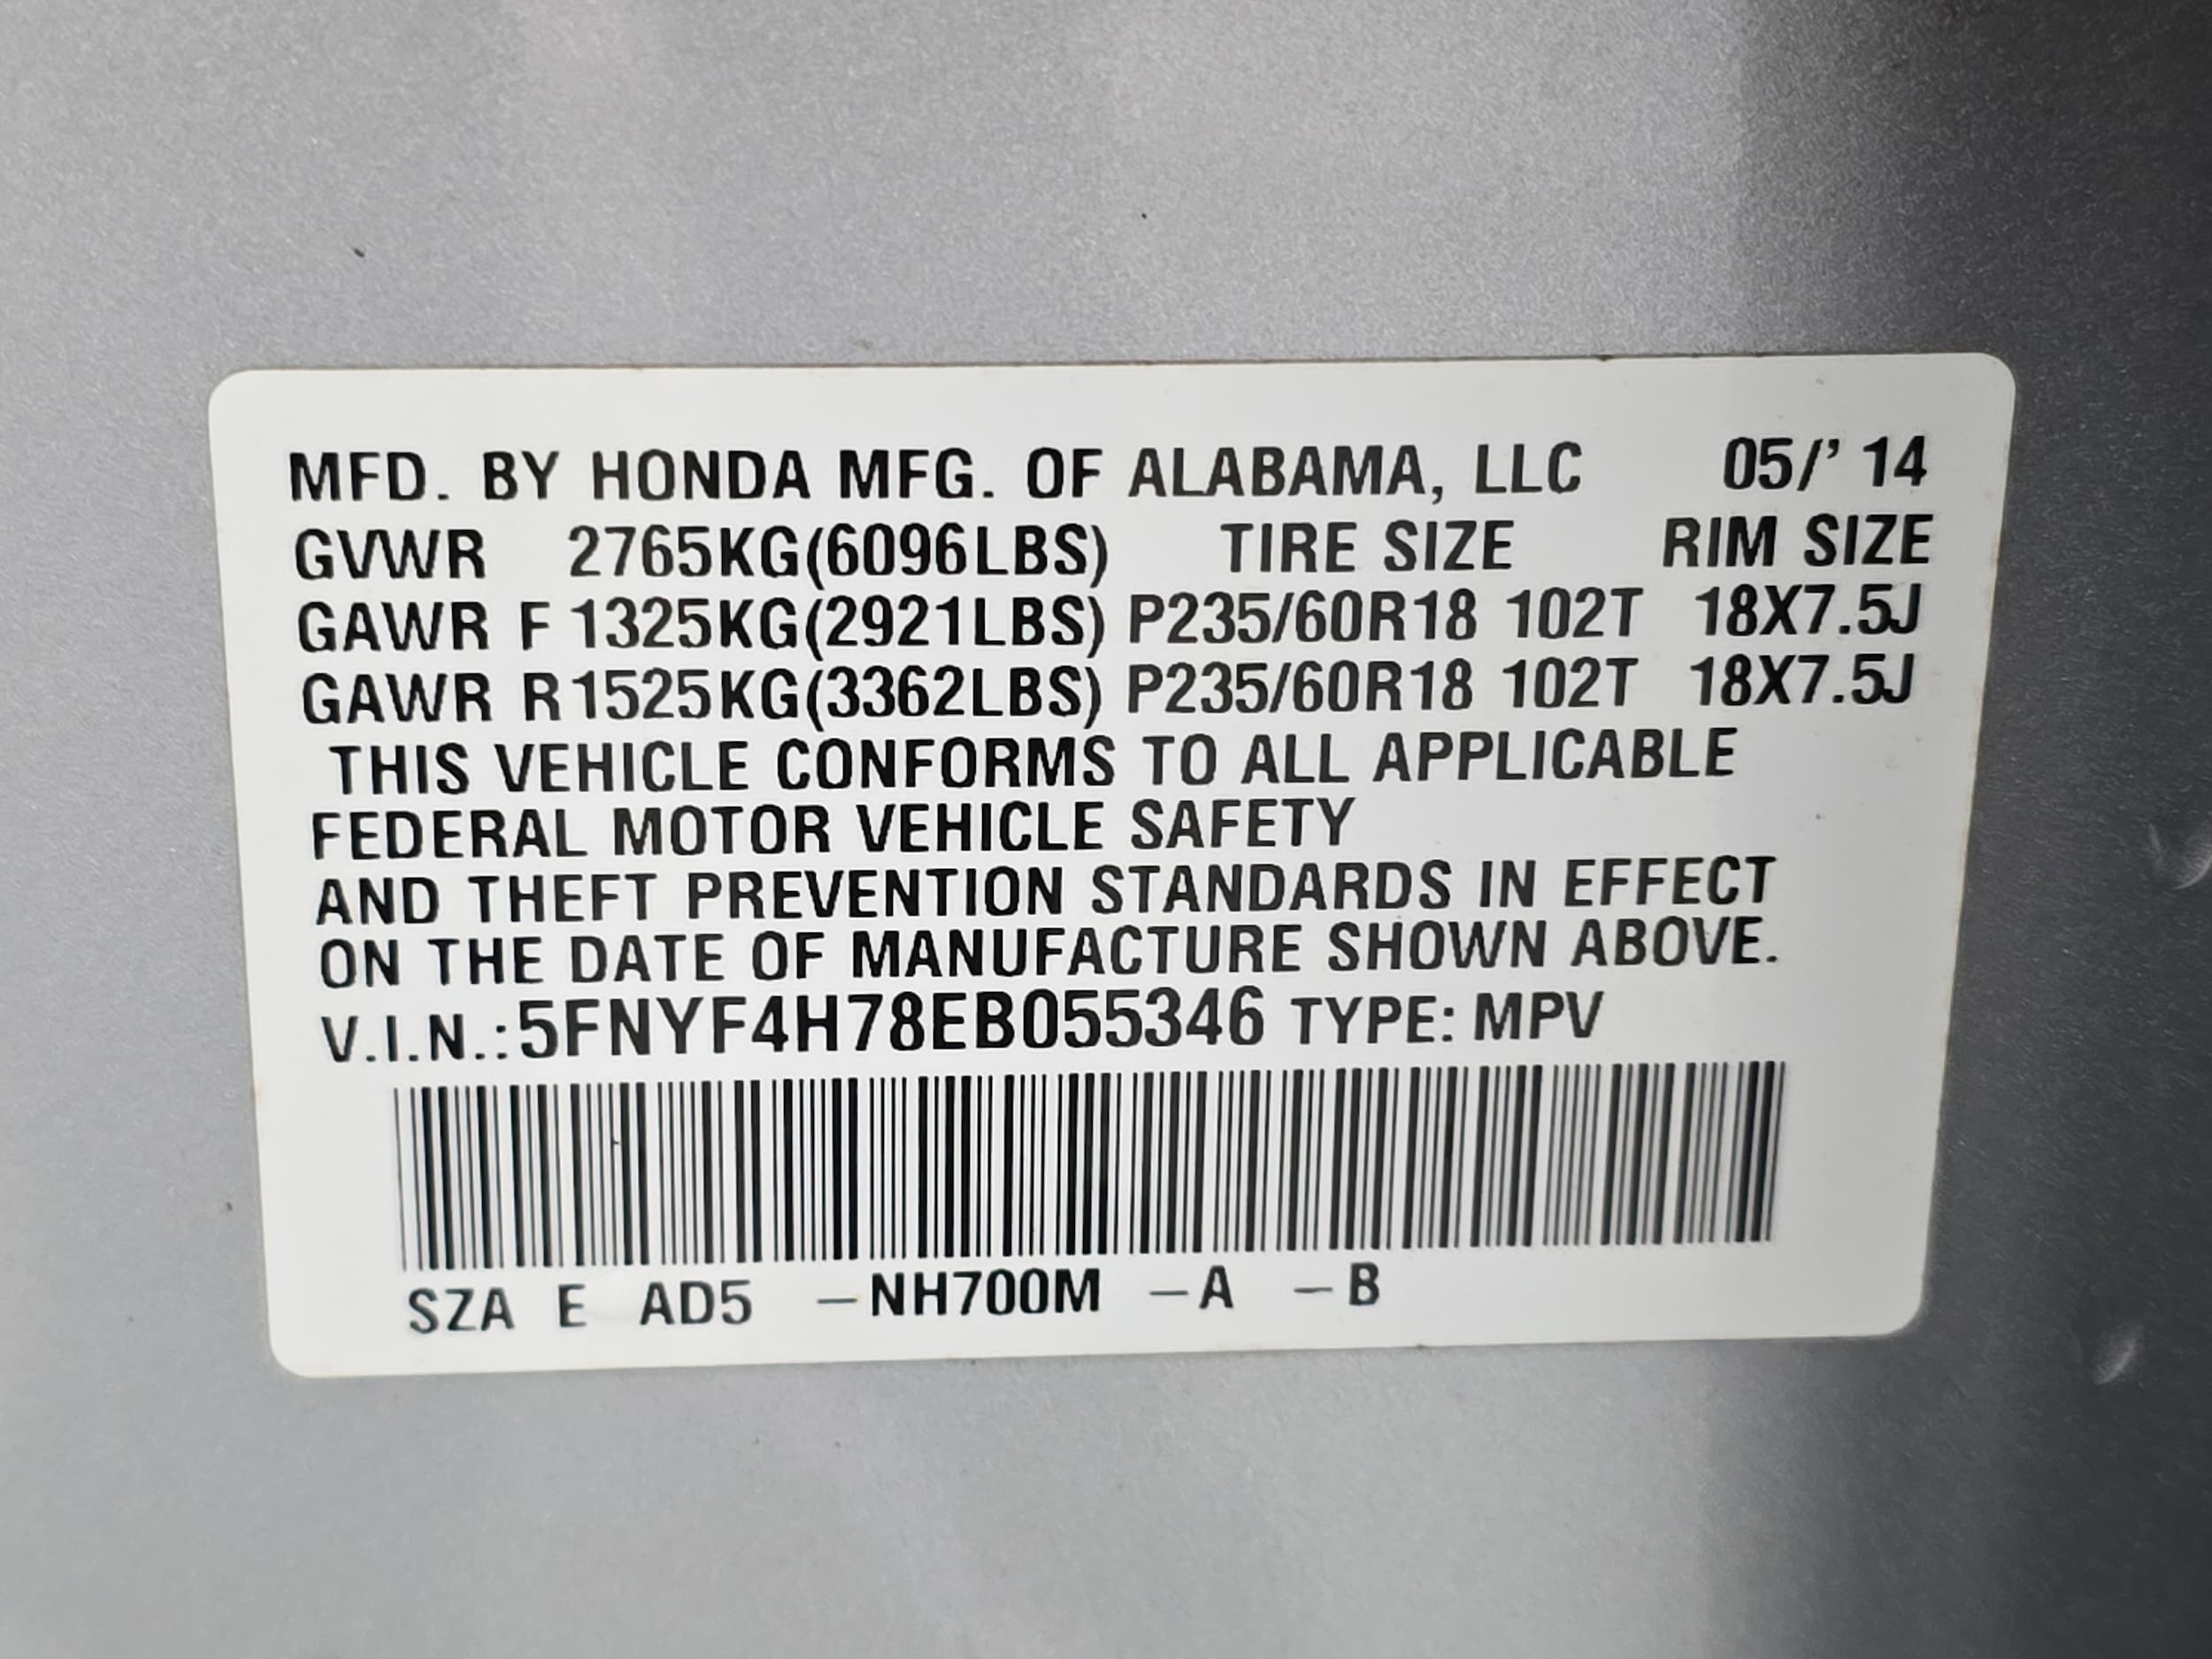 MFD. BY HONDA MFG. OF ALABAMA, LLC 05/' 14
GVWR 2765KG(6096LBS) TIRE SIZE RIM SIZE
GAWR F 1325KG(2921LBS) P235/60R18 102T 18X7.5J
GAWR R1525KG(3362LBS) P235/60R18 102T 18X7.5J
THIS VEHICLE CONFORMS TO ALL APPLICABLE
FEDERAL MOTOR VEHICLE SAFETY
AND THEFT PREVENTION STANDARDS IN EFFECT
ON THE DATE OF MANUFACTURE SHOWN ABOVE.
V.I.N.:5FNYF4H78EB055346 TYPE: MPV
SZA E AD5 –NH700M –A –B